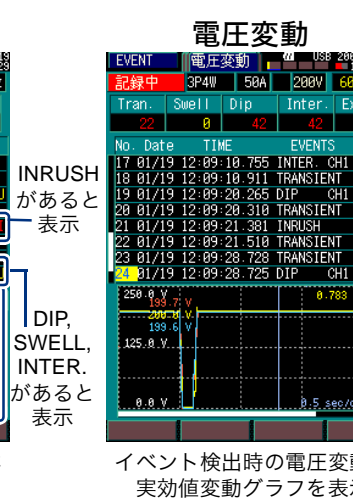 電圧変動
EVENT 電圧変動 USB
記録中 3P4W 50A 200V 60
Tran. Swell Dip Inter.
22 0 42 42
No. Date TIME EVENTS
17 01/19 12:09:10.755 INTER. CH1
18 01/19 12:09:10.911 TRANSIENT
19 01/19 12:09:20.265 DIP CH1
20 01/19 12:09:20.310 TRANSIENT
21 01/19 12:09:21.381 INRUSH
22 01/19 12:09:21.510 TRANSIENT
23 01/19 12:09:28.728 TRANSIENT
24 01/19 12:09:28.725 DIP CH1
250.0 V
199.7 V
200.0 V
199.6 V
0.783
125.0 V
0.0 V
0.5 sec/
INRUSH
があると
表示
DIP,
SWELL,
INTER.
があると
表示
イベント検出時の電圧変動
実効値変動グラフを表示